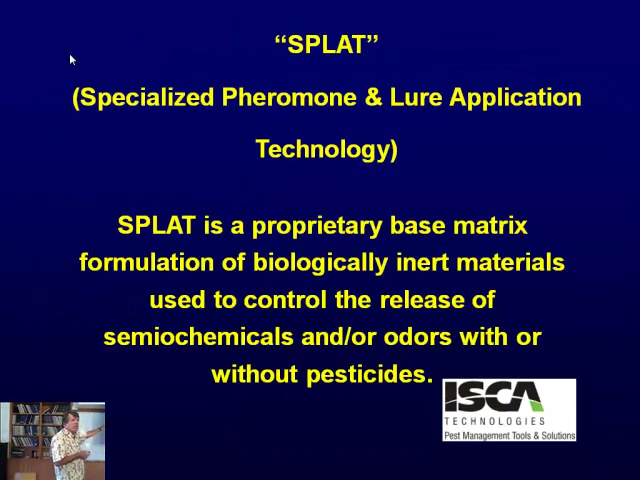 “SPLAT”
(Specialized Pheromone & Lure Application
Technology)
SPLAT is a proprietary base matrix
formulation of biologically inert materials
used to control the release of
semiochemicals and/or odors with or
without pesticides.
ISCA
TECHNOLOGIES
Pest Management Tools & Solutions